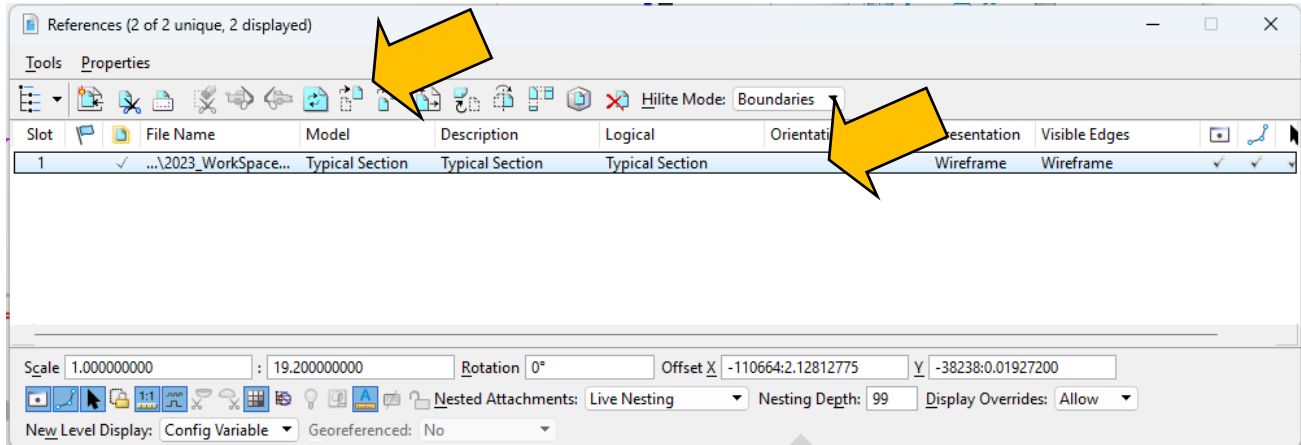 References (2 of 2 unique, 2 displayed)
Tools Properties
Hilite Mode: Boundaries
Slot File Name Model Description Logical Orientati resentation Visible Edges
1 ...\2023_WorkSpace... Typical Section Typical Section Typical Section Wireframe Wireframe
Scale 1.000000000 : 19.200000000 Rotation 0° Offset X -110664:2.12812775 Y -38238:0.01927200
1:1 Nested Attachments: Live Nesting Nesting Depth: 99 Display Overrides: Allow
New Level Display: Config Variable Georeferenced: No